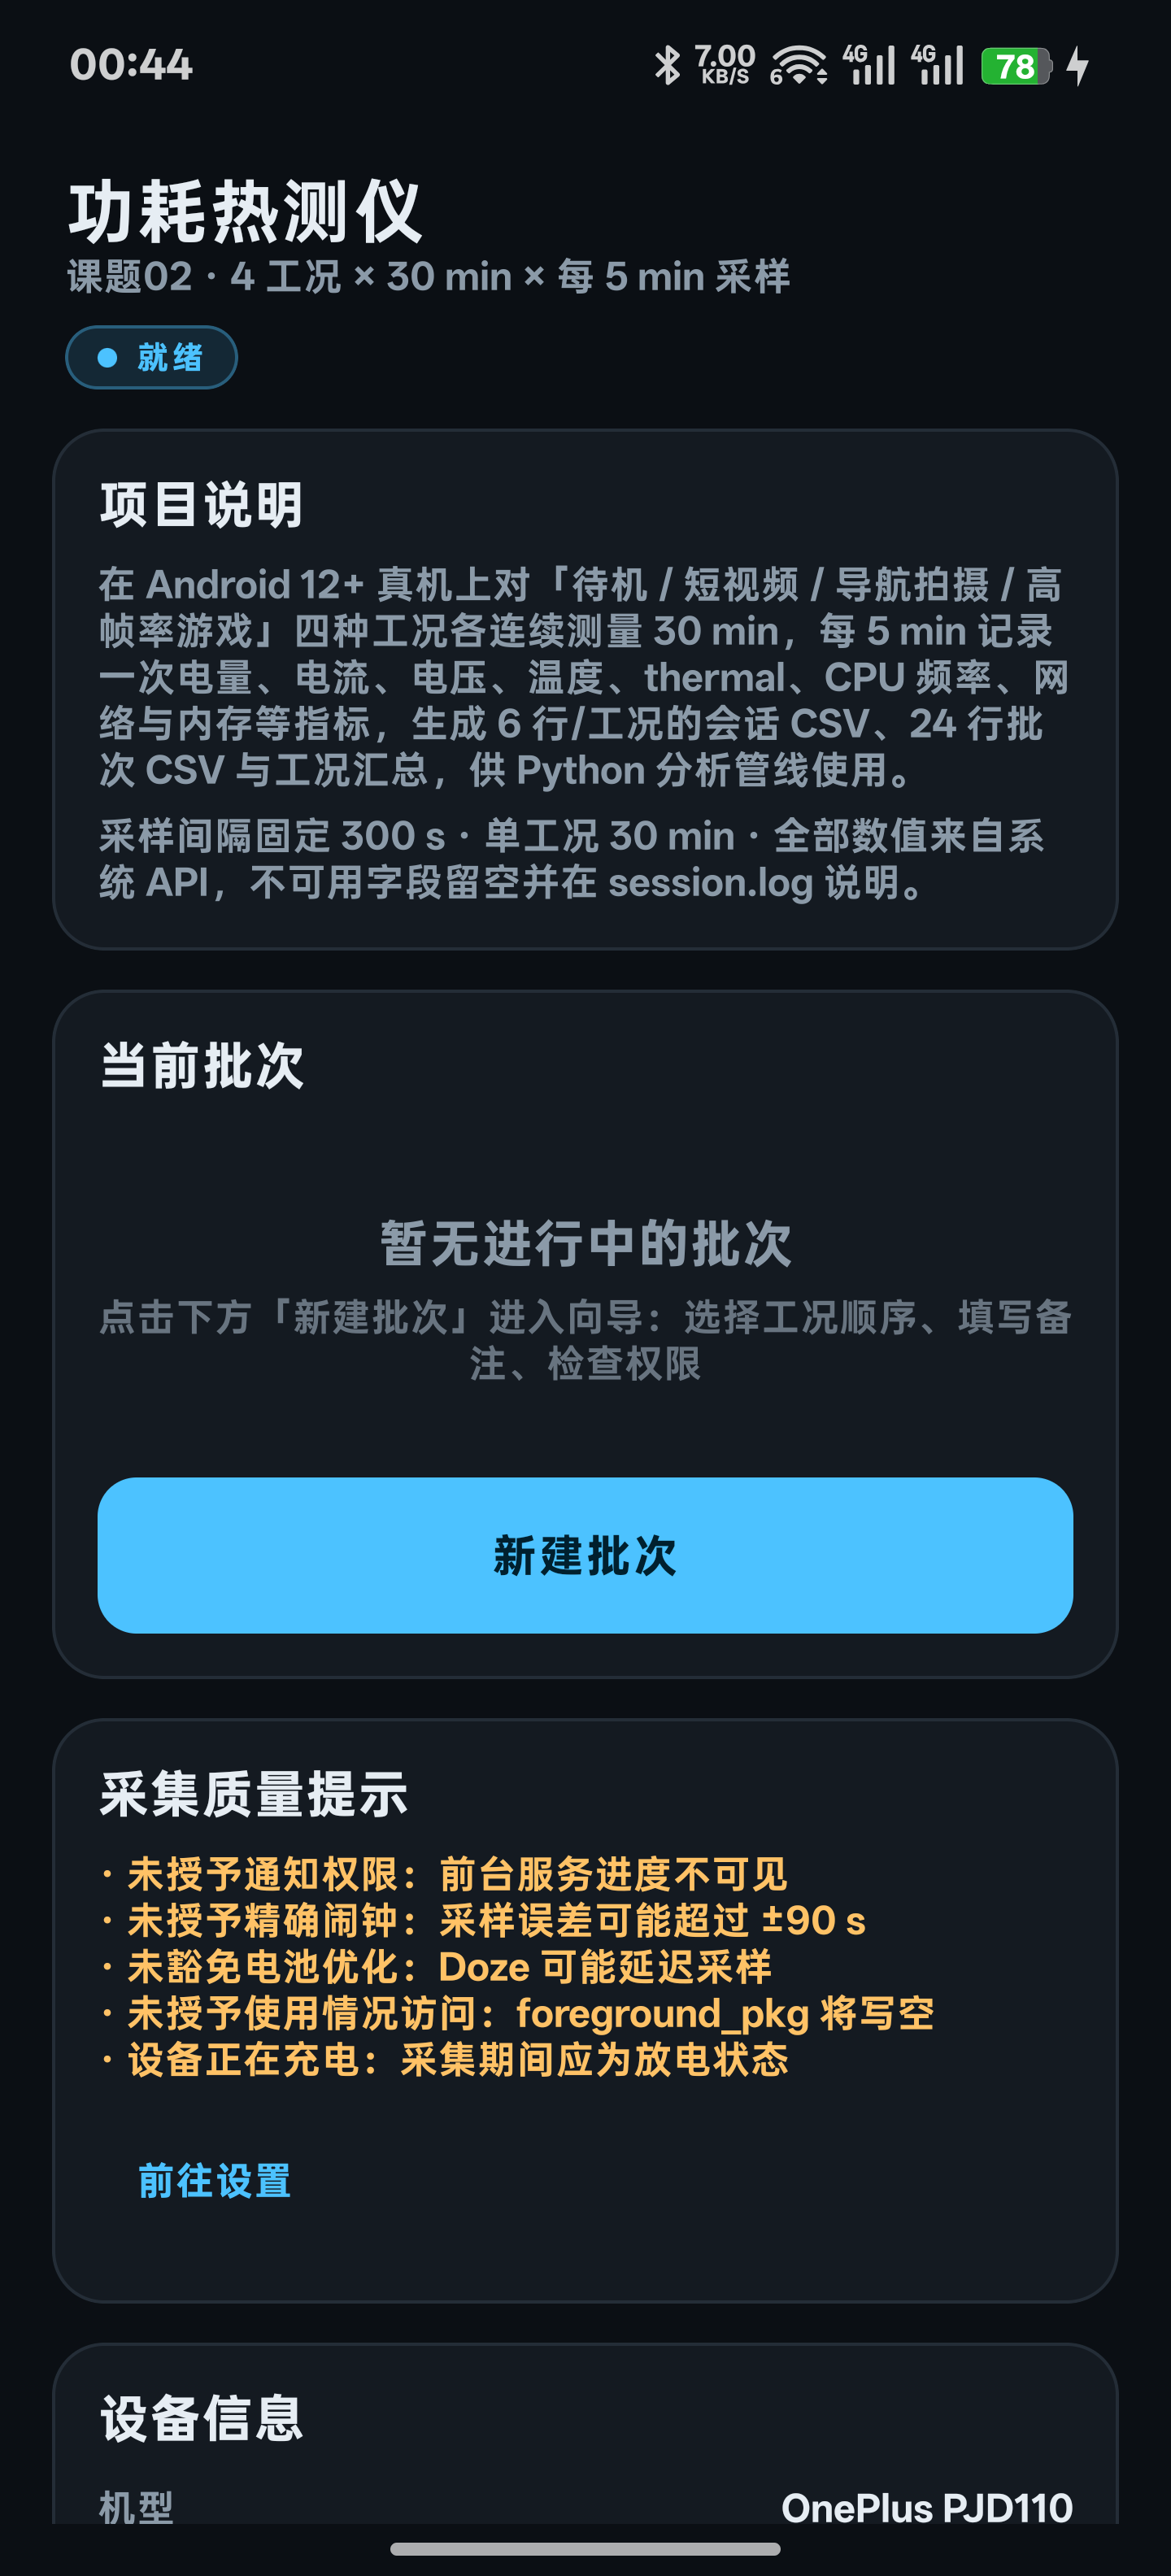 00:44
7.00 KB/S 6 4G 4G 78
功耗热测仪
课题02 · 4 工况 × 30 min × 每 5 min 采样
就绪
项目说明
在 Android 12+ 真机上对「待机 / 短视频 / 导航拍摄 / 高
帧率游戏」四种工况各连续测量 30 min，每 5 min 记录
一次电量、电流、电压、温度、thermal、CPU 频率、网
络与内存等指标，生成 6 行/工况的会话 CSV、24 行批
次 CSV 与工况汇总，供 Python 分析管线使用。
采样间隔固定 300 s · 单工况 30 min · 全部数值来自系
统 API，不可用字段留空并在 session.log 说明。
当前批次
暂无进行中的批次
点击下方「新建批次」进入向导：选择工况顺序、填写备
注、检查权限
新建批次
采集质量提示
· 未授予通知权限：前台服务进度不可见
· 未授予精确闹钟：采样误差可能超过 ±90 s
· 未豁免电池优化：Doze 可能延迟采样
· 未授予使用情况访问：foreground_pkg 将写空
· 设备正在充电：采集期间应为放电状态
前往设置
设备信息
机型 OnePlus PJD110